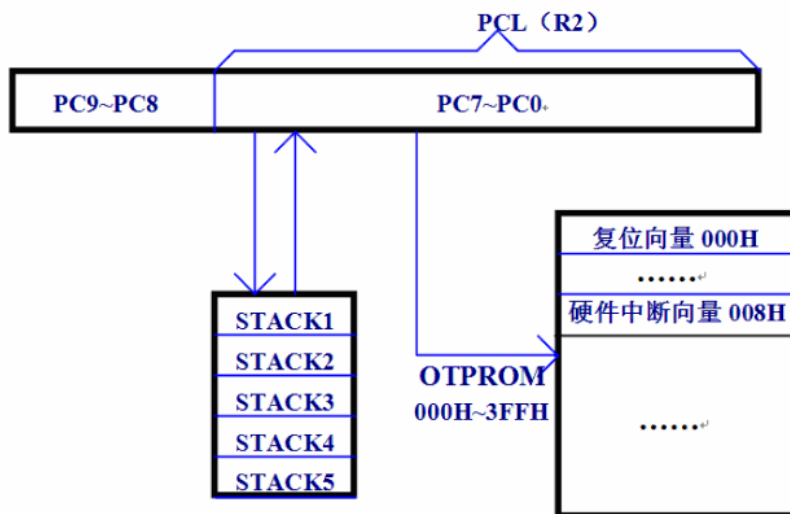 PCL（R2）
PC9~PC8
PC7~PC0
复位向量 000H
……
硬件中断向量 008H
STACK1
STACK2
STACK3
STACK4
STACK5
OTPROM
000H~3FFH
……